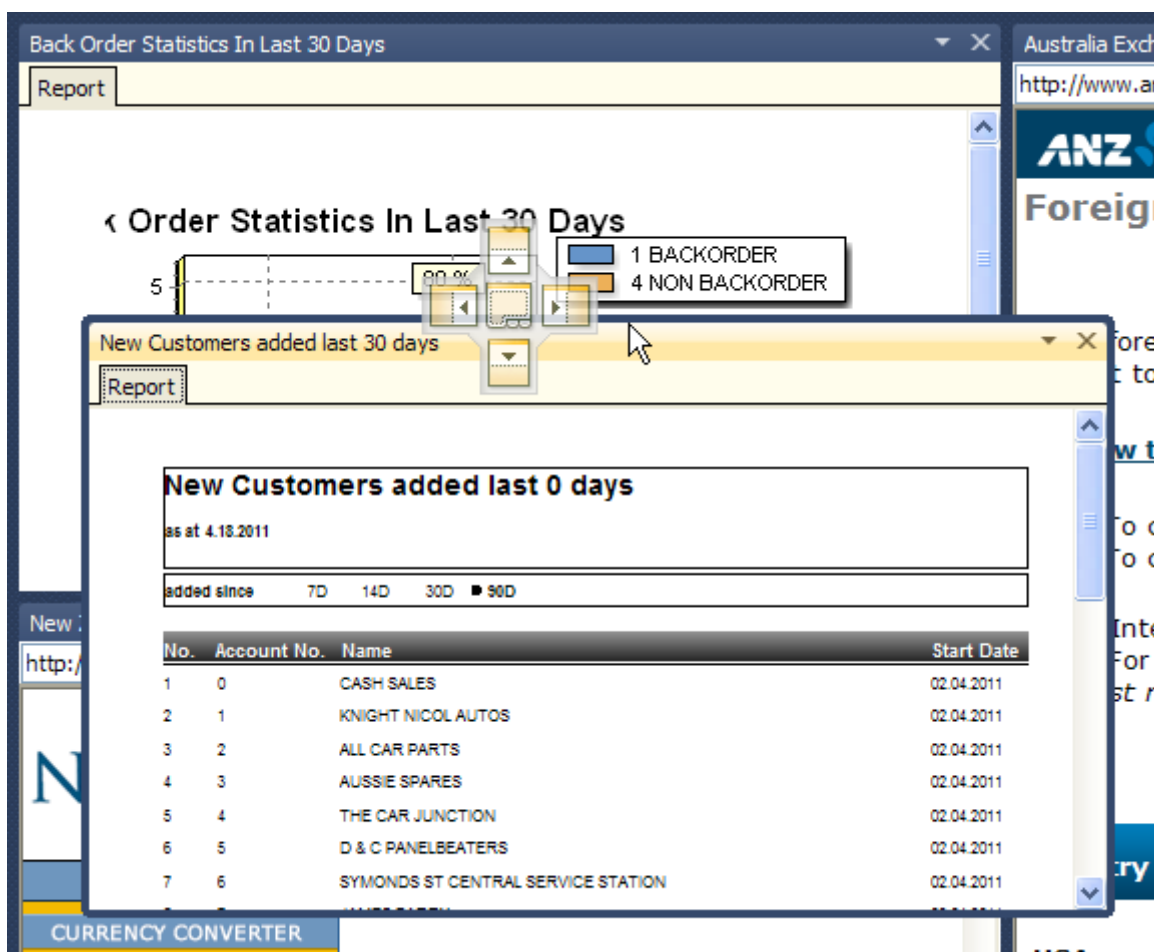 Back Order Statistics In Last 30 Days
Report
Order Statistics In Last 30 Days
1 BACKORDER
4 NON BACKORDER
5
80 %
Australia
http://www.
ANZ
New Customers added last 30 days
Report
New Customers added last 0 days
as at 4.18.2011
added since 7D 14D 30D 90D
No. Account No. Name Start Date
1 0 CASH SALES 02.04.2011
2 1 KNIGHT NICOL AUTOS 02.04.2011
3 2 ALL CAR PARTS 02.04.2011
4 3 AUSSIE SPARES 02.04.2011
5 4 THE CAR JUNCTION 02.04.2011
6 5 D & C PANELBEATERS 02.04.2011
7 6 SYMONDS ST CENTRAL SERVICE STATION 02.04.2011
New
http:/
N
CURRENCY CONVERTER
To
To
For